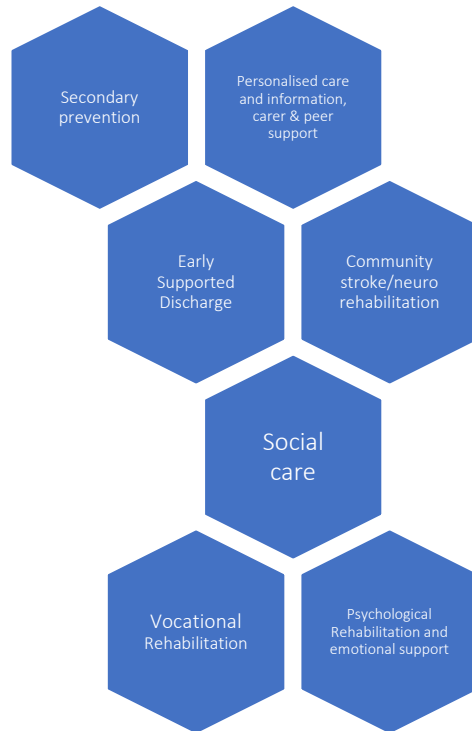 Secondary
prevention
Personalised care
and information,
carer & peer
support
Early
Supported
Discharge
Community
stroke/neuro
rehabilitation
Social
care
Vocational
Rehabilitation
Psychological
Rehabilitation and
emotional support